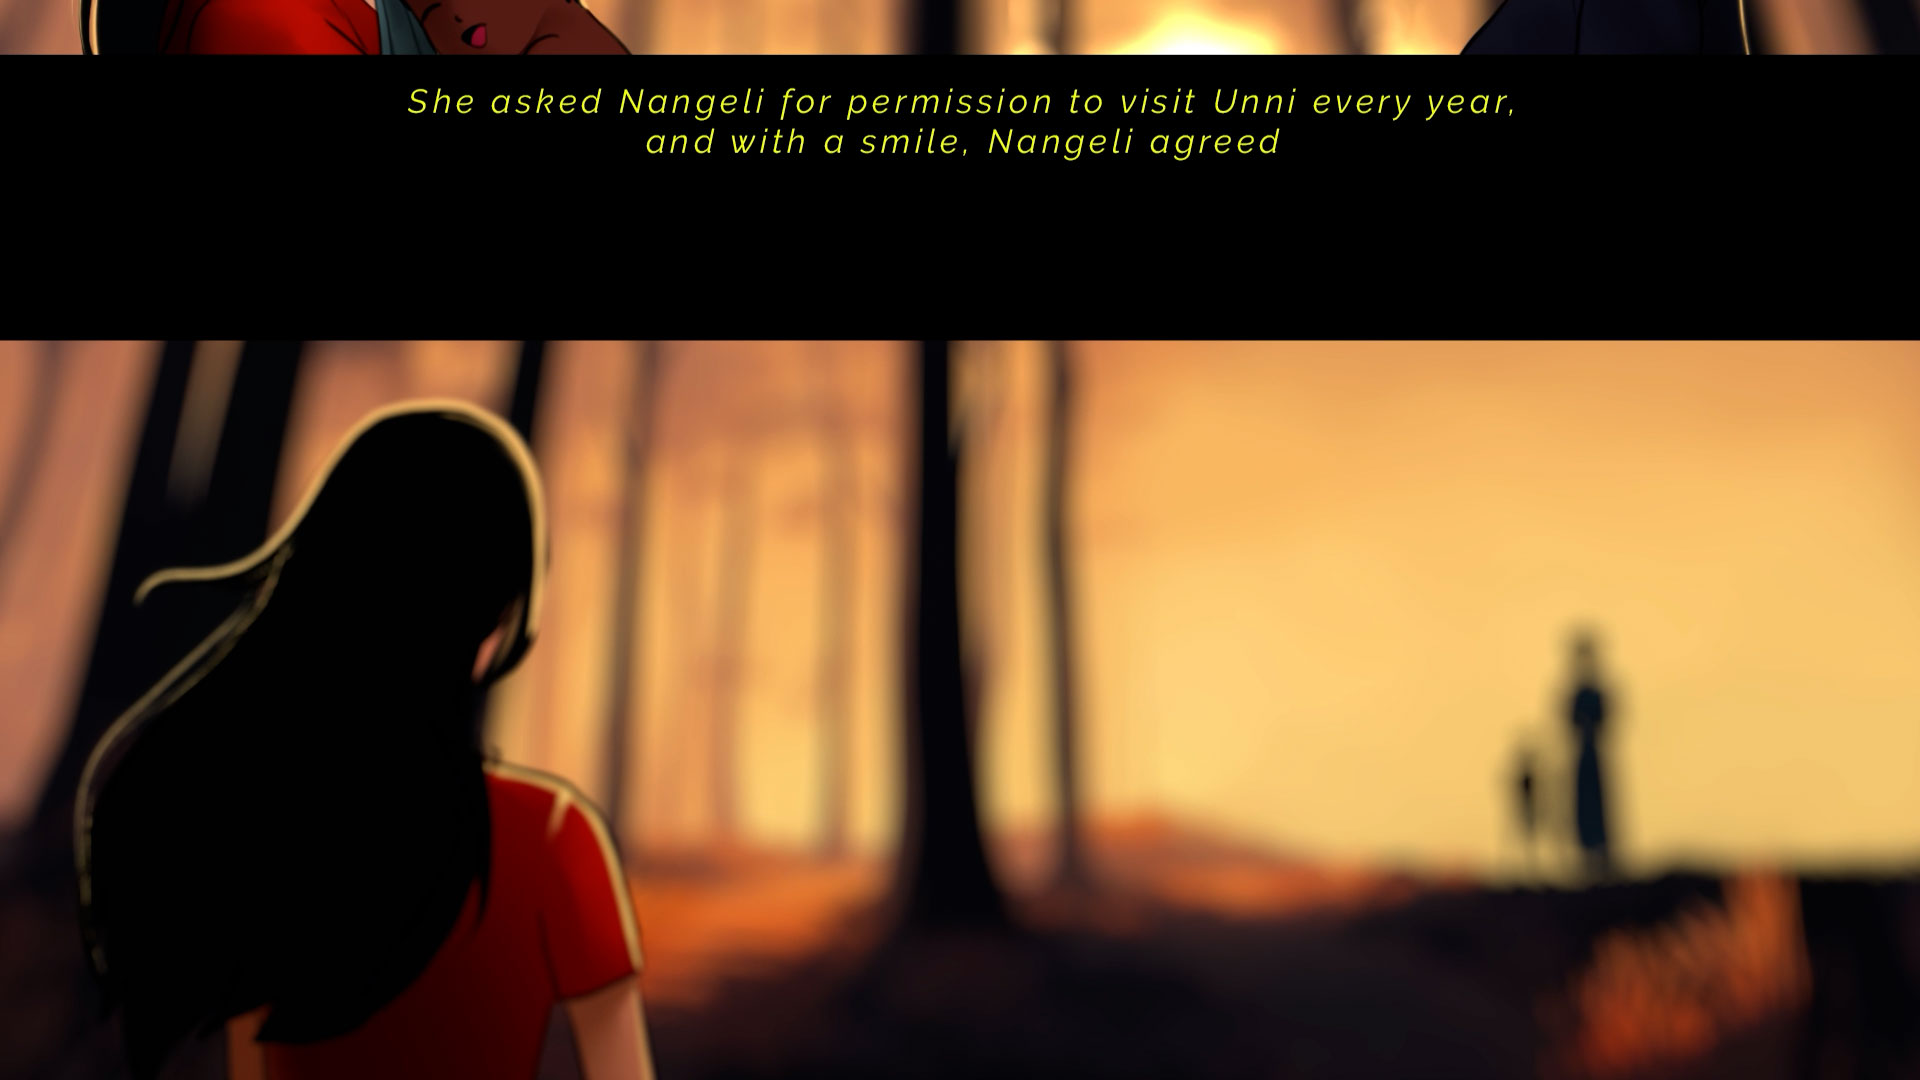 She asked Nangeli for permission to visit Unni every year,
and with a smile, Nangeli agreed